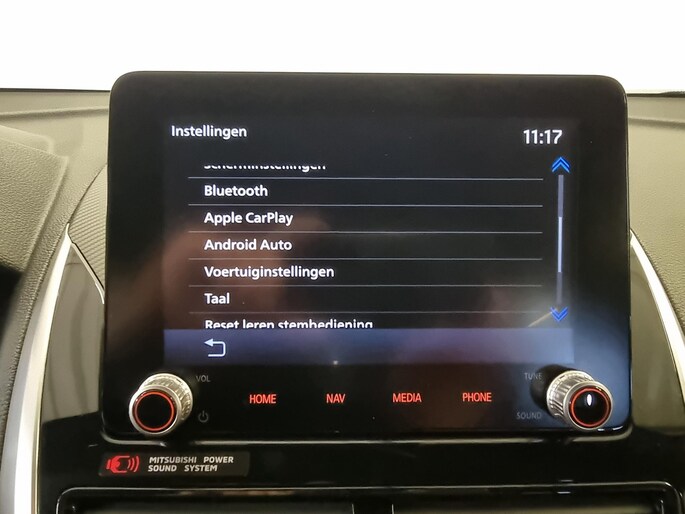 Instellingen 11:17
Scherminstellingen
Bluetooth
Apple CarPlay
Android Auto
Voertuiginstellingen
Taal
Reset leren stembediening
VOL TUNE
HOME NAV MEDIA PHONE
SOUND
MITSUBISHI POWER
SOUND SYSTEM